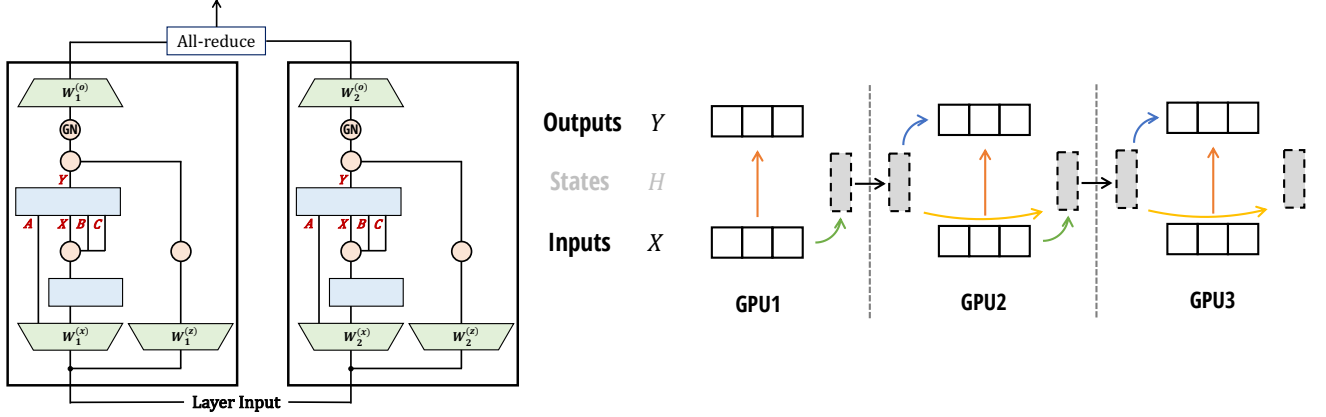 All-reduce
W_1^{(o)}
GN
Y
A X B C
W_1^{(x)} W_1^{(z)}
W_2^{(o)}
GN
Y
A X B C
W_2^{(x)} W_2^{(z)}
Layer Input
Outputs Y
States H
Inputs X
GPU1 GPU2 GPU3